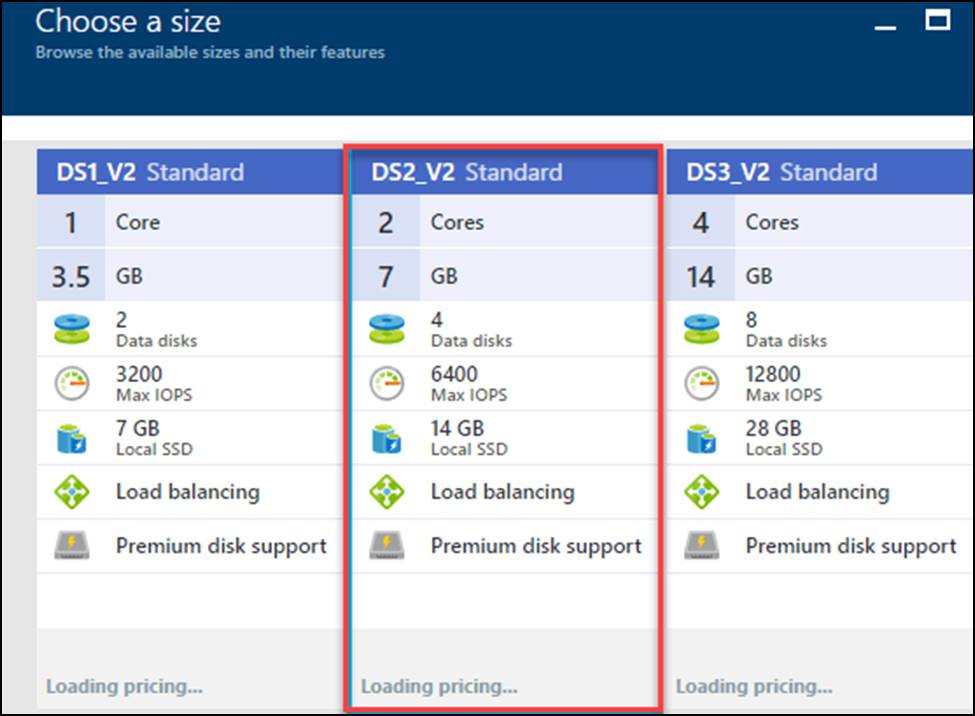 Choose a size
Browse the available sizes and their features
DS1_V2 Standard
1 Core
3.5 GB
2
Data disks
3200
Max IOPS
7 GB
Local SSD
Load balancing
Premium disk support
Loading pricing...
DS2_V2 Standard
2 Cores
7 GB
4
Data disks
6400
Max IOPS
14 GB
Local SSD
Load balancing
Premium disk support
Loading pricing...
DS3_V2 Standard
4 Cores
14 GB
8
Data disks
12800
Max IOPS
28 GB
Local SSD
Load balancing
Premium disk support
Loading pricing...